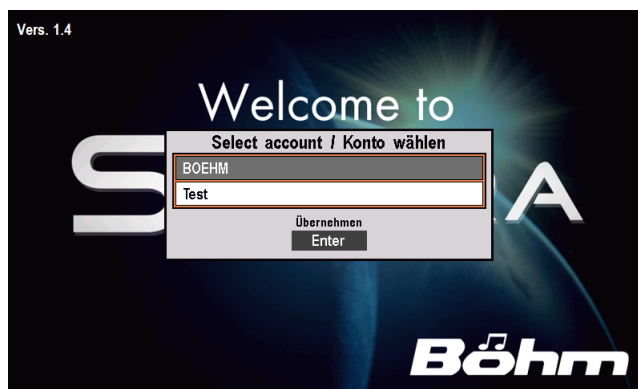 Vers. 1.4
Welcome to
Select account / Konto wählen
BOEHM
Test
Übernehmen
Enter
Böhm